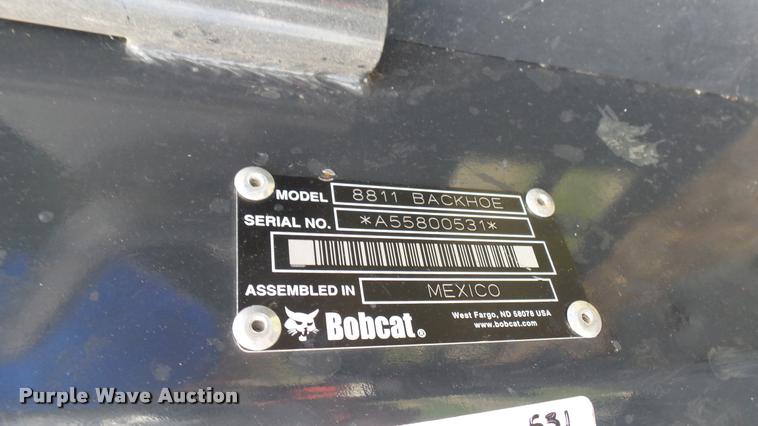 MODEL 8811 BACKHOE
SERIAL NO. *A55800531*
ASSEMBLED IN MEXICO
Bobcat®
West Fargo, ND 58078 USA
www.bobcat.com
Purple Wave Auction
531